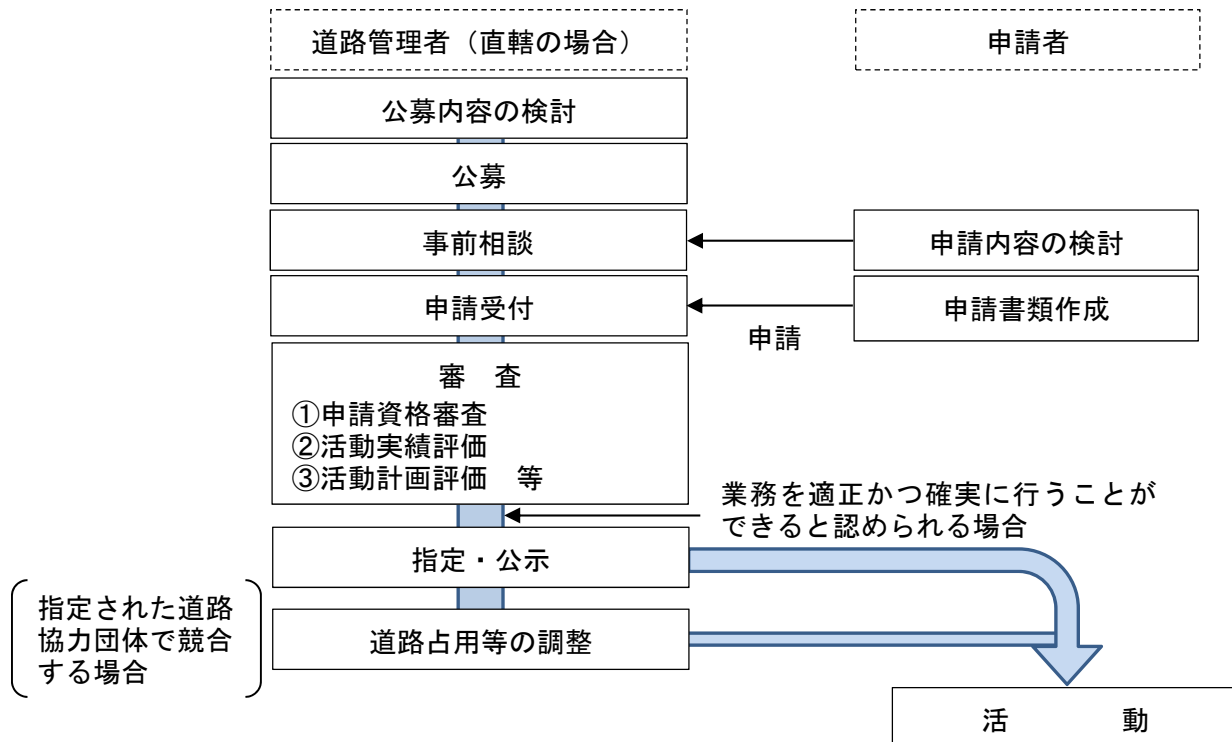 道路管理者（直轄の場合）
申請者
公募内容の検討
公募
事前相談
申請内容の検討
申請受付
申請書類作成
申請
審　査
①申請資格審査
②活動実績評価
③活動計画評価　等
業務を適正かつ確実に行うことが
できると認められる場合
指定・公示
指定された道路
協力団体で競合
する場合
道路占用等の調整
活　　　動